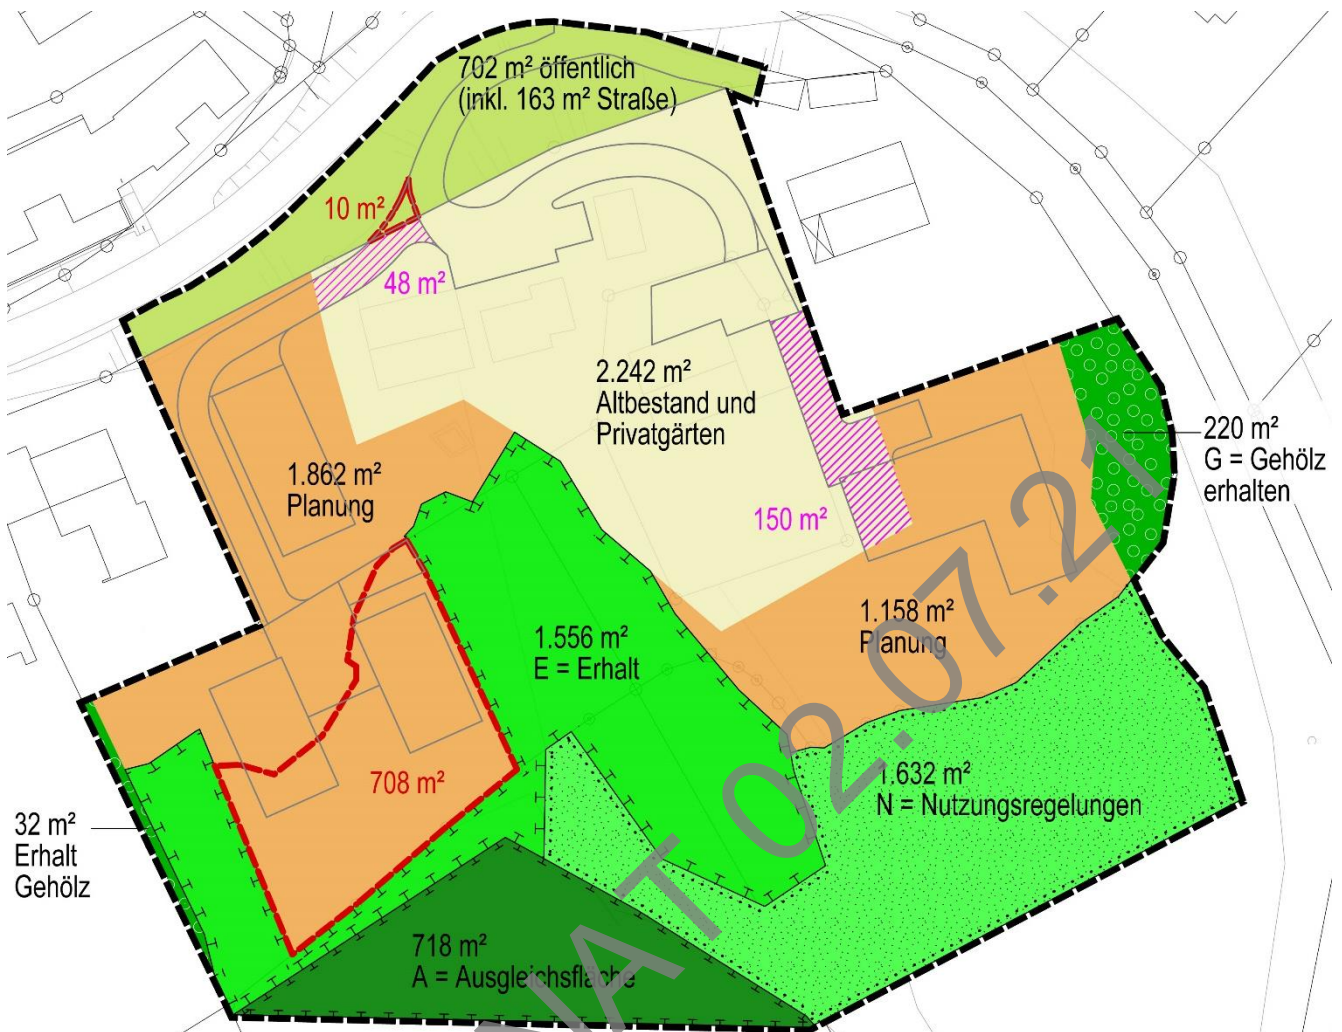 702 m² öffentlich
(inkl. 163 m² Straße)
10 m²
48 m²
2.242 m²
Altbestand und
Privatgärten
220 m²
G = Gehölz
erhalten
1.862 m²
Planung
150 m²
1.556 m²
E = Erhalt
1.158 m²
Planung
708 m²
1.632 m²
N = Nutzungsregelungen
32 m²
Erhalt
Gehölz
718 m²
A = Ausgleichsfläche
02.07.21